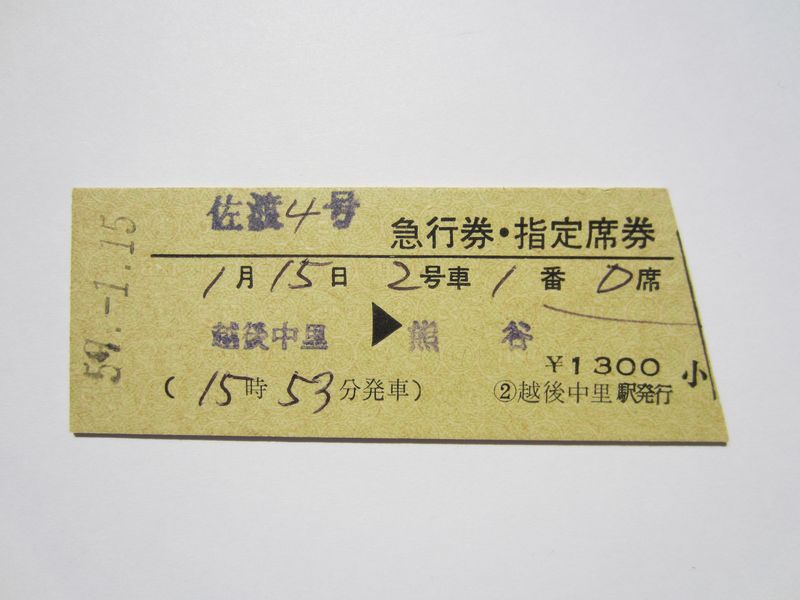 59.-1.15
佐渡4号
急行券・指定席券
1月15日 2号車 1番 D席
越後中里▶熊谷
¥1300
(15時53分発車)
②越後中里駅発行
小